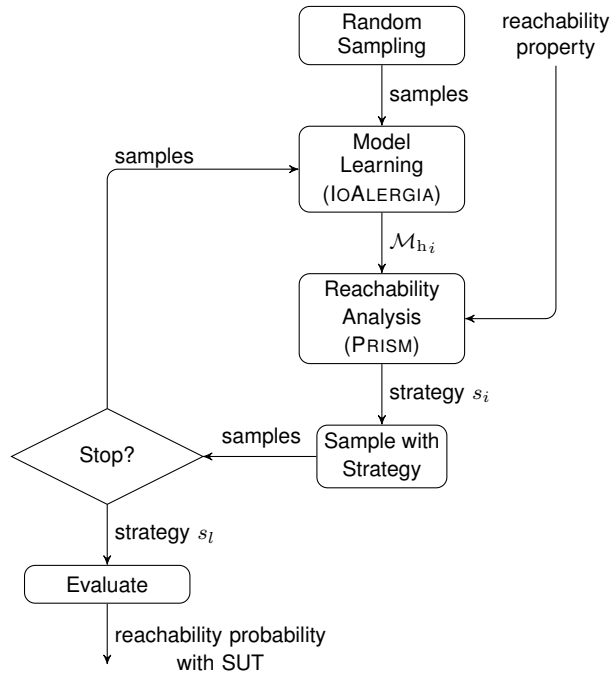 Random
Sampling
reachability
property
samples
Model
Learning
(IOALERGIA)
samples
ℳhᵢ
Reachability
Analysis
(PRISM)
strategy sᵢ
Sample with
Strategy
samples
Stop?
strategy sₗ
Evaluate
reachability probability
with SUT